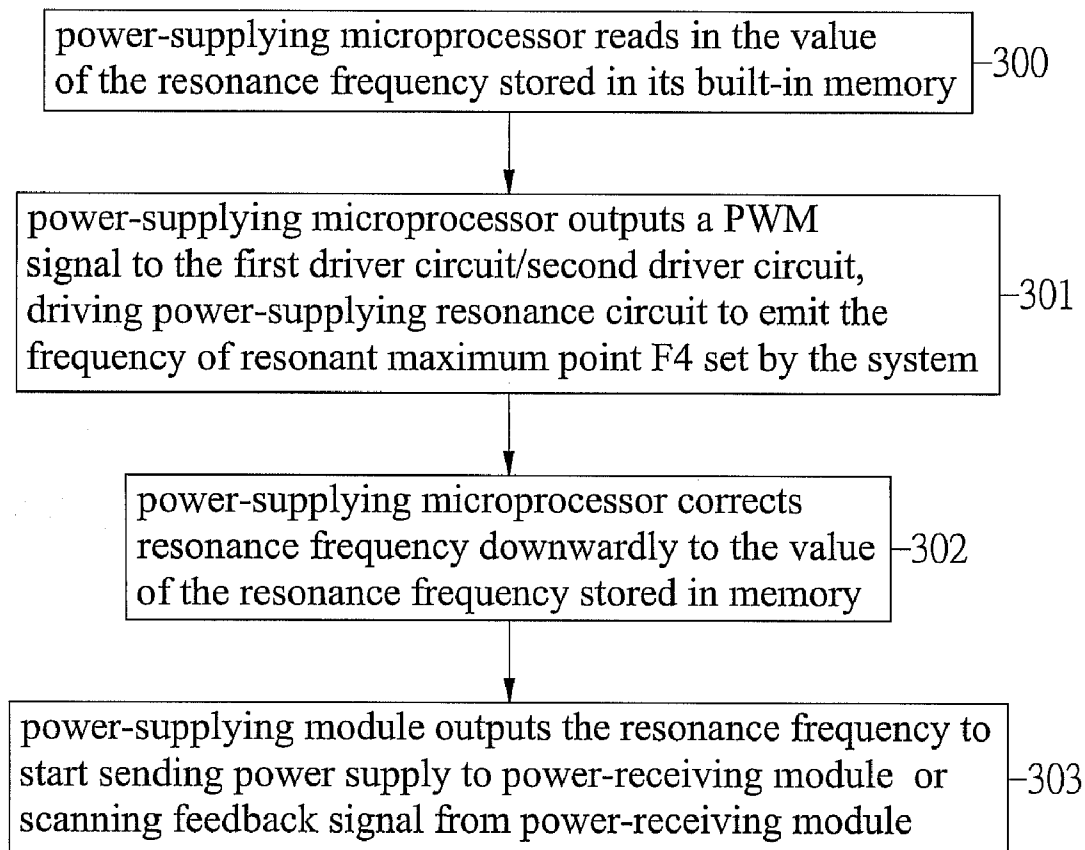 power-supplying microprocessor reads in the value
of the resonance frequency stored in its built-in memory
300
power-supplying microprocessor outputs a PWM
signal to the first driver circuit/second driver circuit,
driving power-supplying resonance circuit to emit the
frequency of resonant maximum point F4 set by the system
301
power-supplying microprocessor corrects
resonance frequency downwardly to the value
of the resonance frequency stored in memory
302
power-supplying module outputs the resonance frequency to
start sending power supply to power-receiving module or
scanning feedback signal from power-receiving module
303